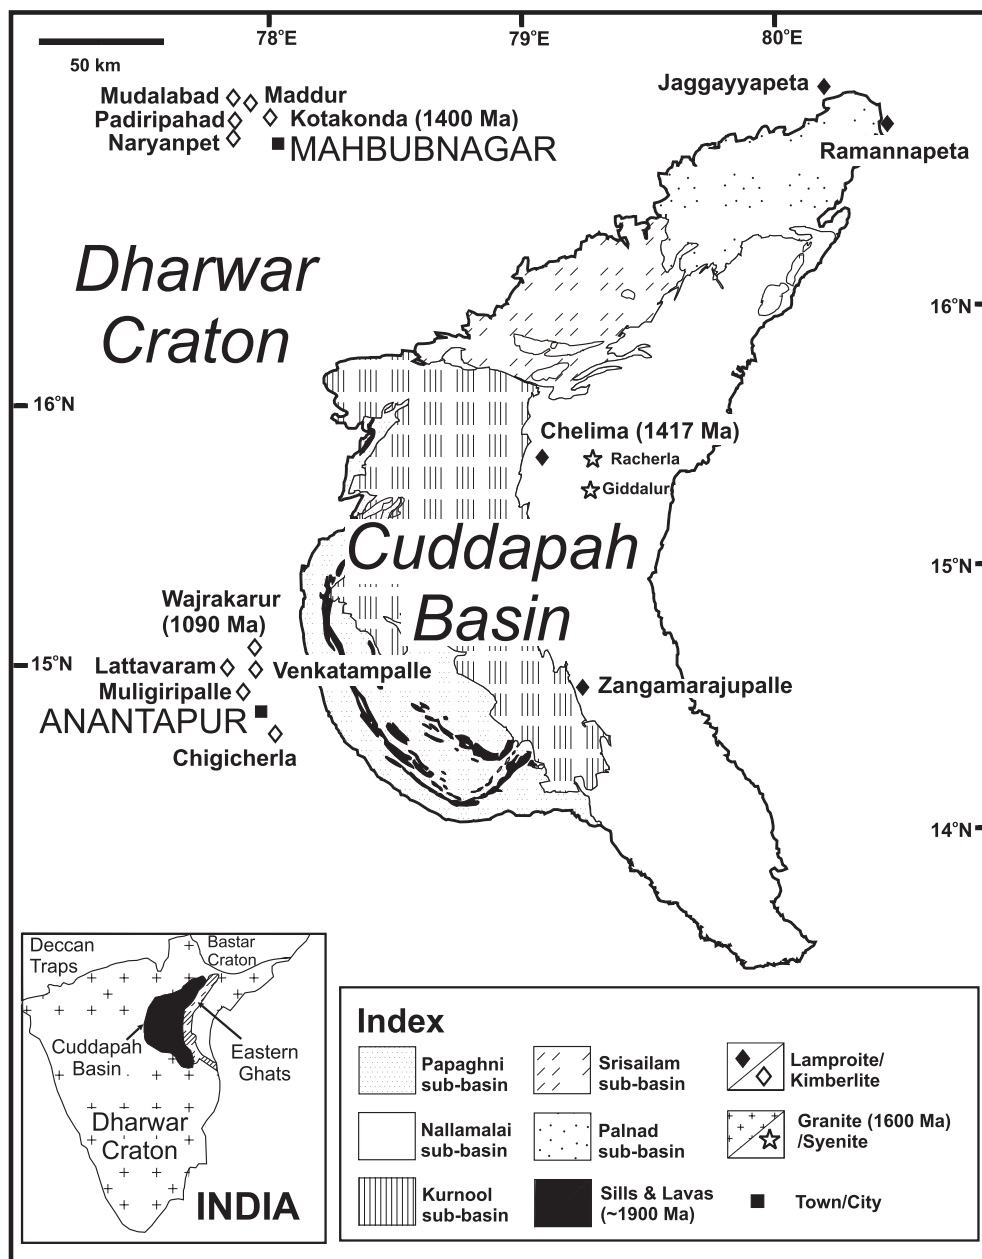 78°E
79°E
80°E
50 km
Mudalabad
Maddur
Padiripahad
Kotakonda (1400 Ma)
Naryanpet
MAHBUBNAGAR
Jaggayyapeta
Ramannapeta
Dharwar
Craton
16°N
16°N
Chelima (1417 Ma)
Racherla
Giddalur
Cuddapah
Basin
15°N
Wajrakarur
(1090 Ma)
15°N
Lattavaram
Venkatampalle
Muligiripalle
Zangamarajupalle
ANANTAPUR
Chigicherla
14°N
Deccan
Traps
Bastar
Craton
Cuddapah
Basin
Eastern
Ghats
Dharwar
Craton
INDIA
Index
Papaghni
sub-basin
Srisailam
sub-basin
Lamproite/
Kimberlite
Nallamalai
sub-basin
Palnad
sub-basin
Granite (1600 Ma)
/Syenite
Kurnool
sub-basin
Sills & Lavas
(~1900 Ma)
Town/City